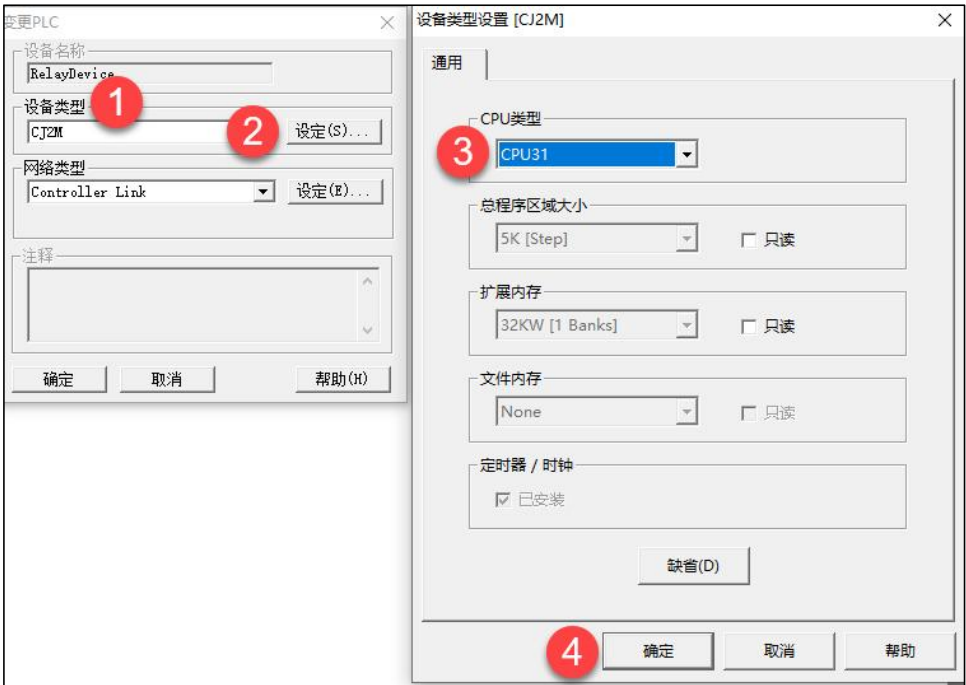 变更PLC
设备名称
RelayDevice
设备类型
1
CJ2M
2
设定(S)...
网络类型
Controller Link
设定(E)...
注释
确定
取消
帮助(H)
设备类型设置 [CJ2M]
通用
CPU类型
3
CPU31
总程序区域大小
5K [Step]
只读
扩展内存
32KW [1 Banks]
只读
文件内存
None
只读
定时器 / 时钟
已安装
缺省(D)
4
确定
取消
帮助